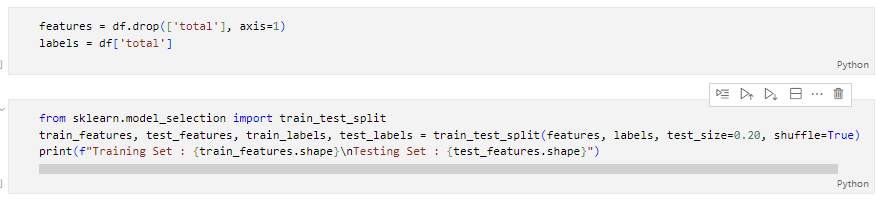 features = df.drop(['total'], axis=1)
labels = df['total']
Python
from sklearn.model_selection import train_test_split
train_features, test_features, train_labels, test_labels = train_test_split(features, labels, test_size=0.20, shuffle=True)
print(f"Training Set : {train_features.shape}\nTesting Set : {test_features.shape}")
Python